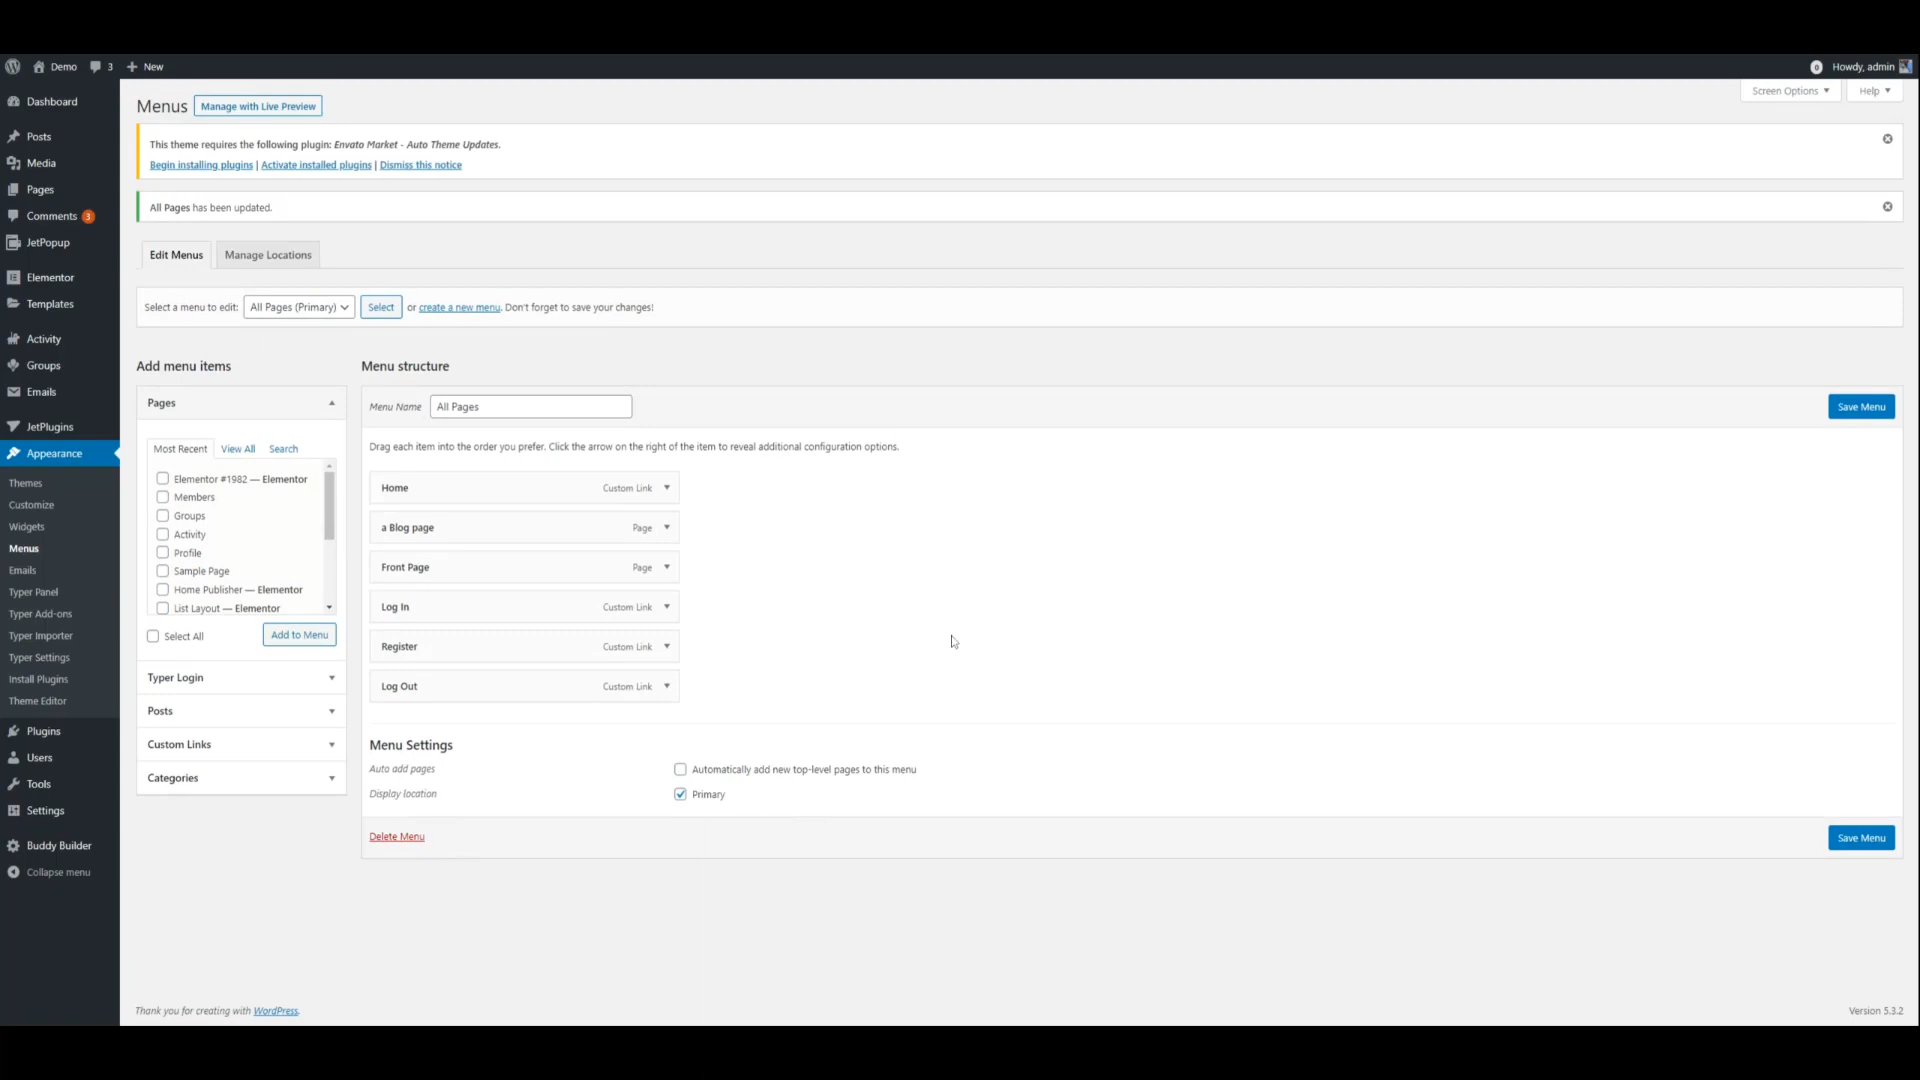 Demo 3 New Howdy, admin
Screen Options Help
Menus Manage with Live Preview
This theme requires the following plugin: Envato Market - Auto Theme Updates.
Begin installing plugins | Activate installed plugins | Dismiss this notice
All Pages has been updated.
Edit Menus Manage Locations
Select a menu to edit: All Pages (Primary) Select or create a new menu. Don't forget to save your changes!
Dashboard
Posts
Media
Pages
Comments 3
JetPopup
Elementor
Templates
Activity
Groups
Emails
JetPlugins
Appearance
Themes
Customize
Widgets
Menus
Emails
Typer Panel
Typer Add-ons
Typer Importer
Typer Settings
Install Plugins
Theme Editor
Plugins
Users
Tools
Settings
Buddy Builder
Collapse menu
Add menu items
Pages
Most Recent View All Search
Elementor #1982 — Elementor
Members
Groups
Activity
Profile
Sample Page
Home Publisher — Elementor
List Layout — Elementor
Select All Add to Menu
Typer Login
Posts
Custom Links
Categories
Menu structure
Menu Name All Pages Save Menu
Drag each item into the order you prefer. Click the arrow on the right of the item to reveal additional configuration options.
Home Custom Link
a Blog page Page
Front Page Page
Log In Custom Link
Register Custom Link
Log Out Custom Link
Menu Settings
Auto add pages Automatically add new top-level pages to this menu
Display location Primary
Delete Menu Save Menu
Thank you for creating with WordPress. Version 5.3.2